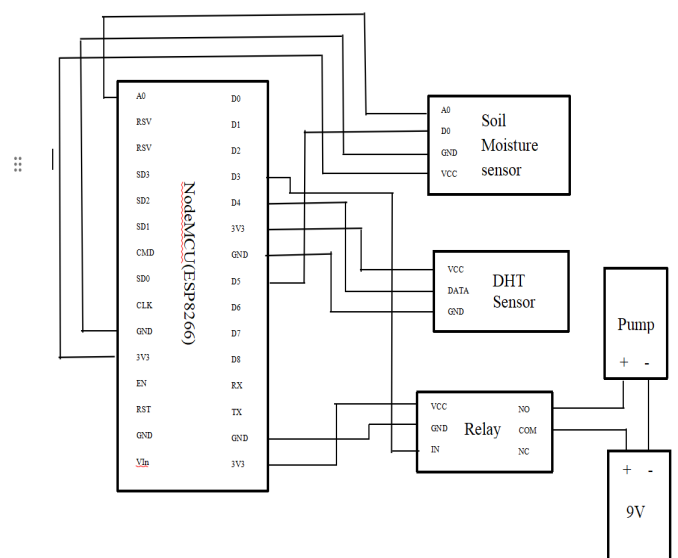 A0
RSV
RSV
SD3
SD2
SD1
CMD
SD0
CLK
GND
3V3
EN
RST
GND
VIn
NodeMCU(ESP8266)
D0
D1
D2
D3
D4
3V3
GND
D5
D6
D7
D8
RX
TX
GND
3V3
A0
D0
GND
VCC
Soil
Moisture
sensor
VCC
DATA
GND
DHT
Sensor
VCC
GND
IN
Relay
NO
COM
NC
Pump
+ -
+ -
9V